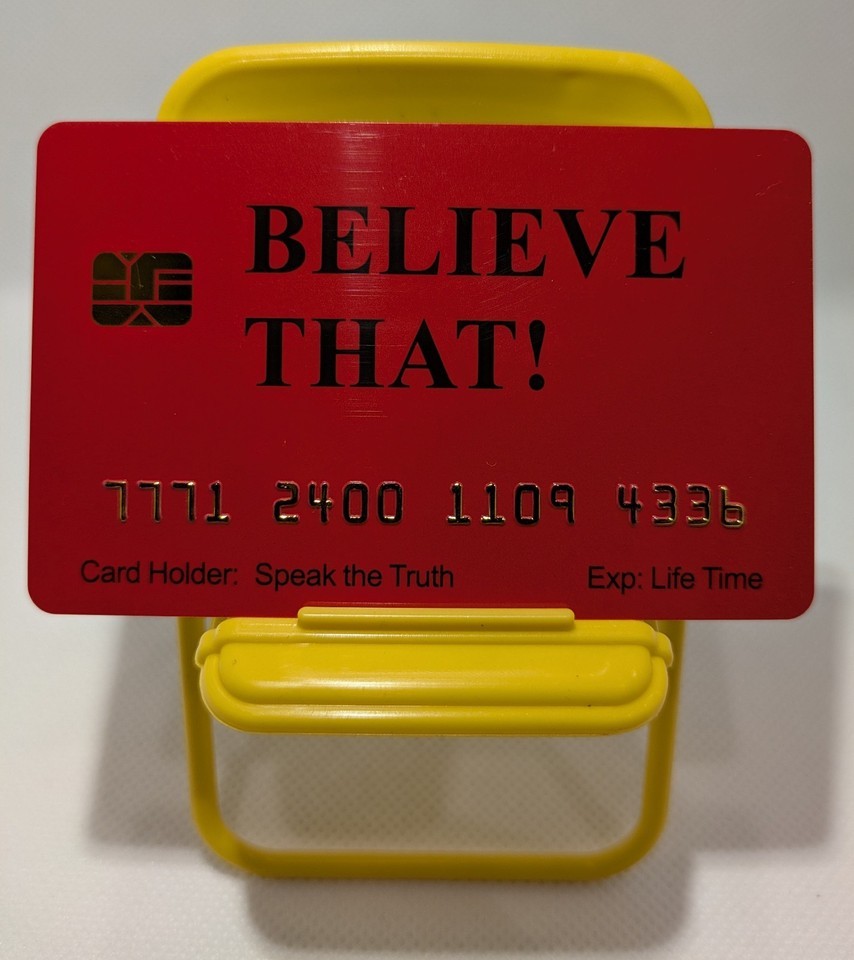 BELIEVE
THAT!
7771 2400 1109 4336
Card Holder: Speak the Truth Exp: Life Time